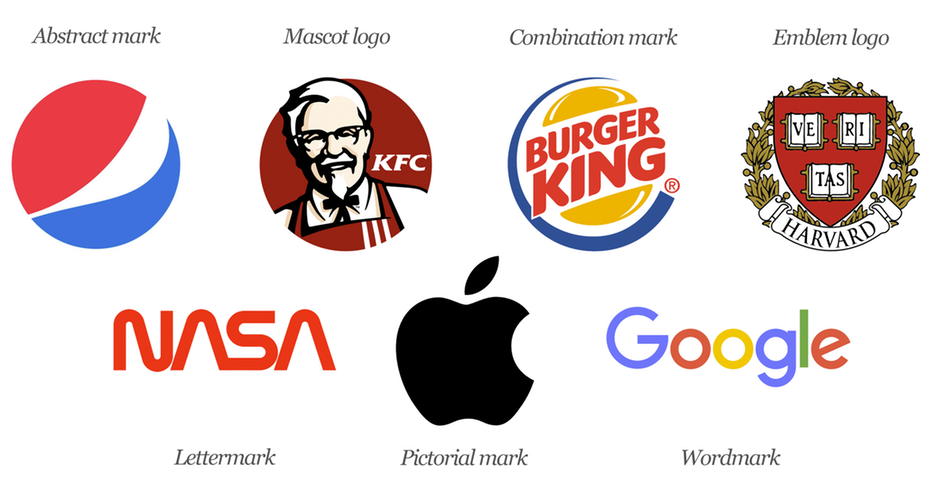 Abstract mark
Mascot logo
Combination mark
Emblem logo
KFC
BURGER
KING
®
VE RI
TAS
HARVARD
NASA
Google
Lettermark
Pictorial mark
Wordmark